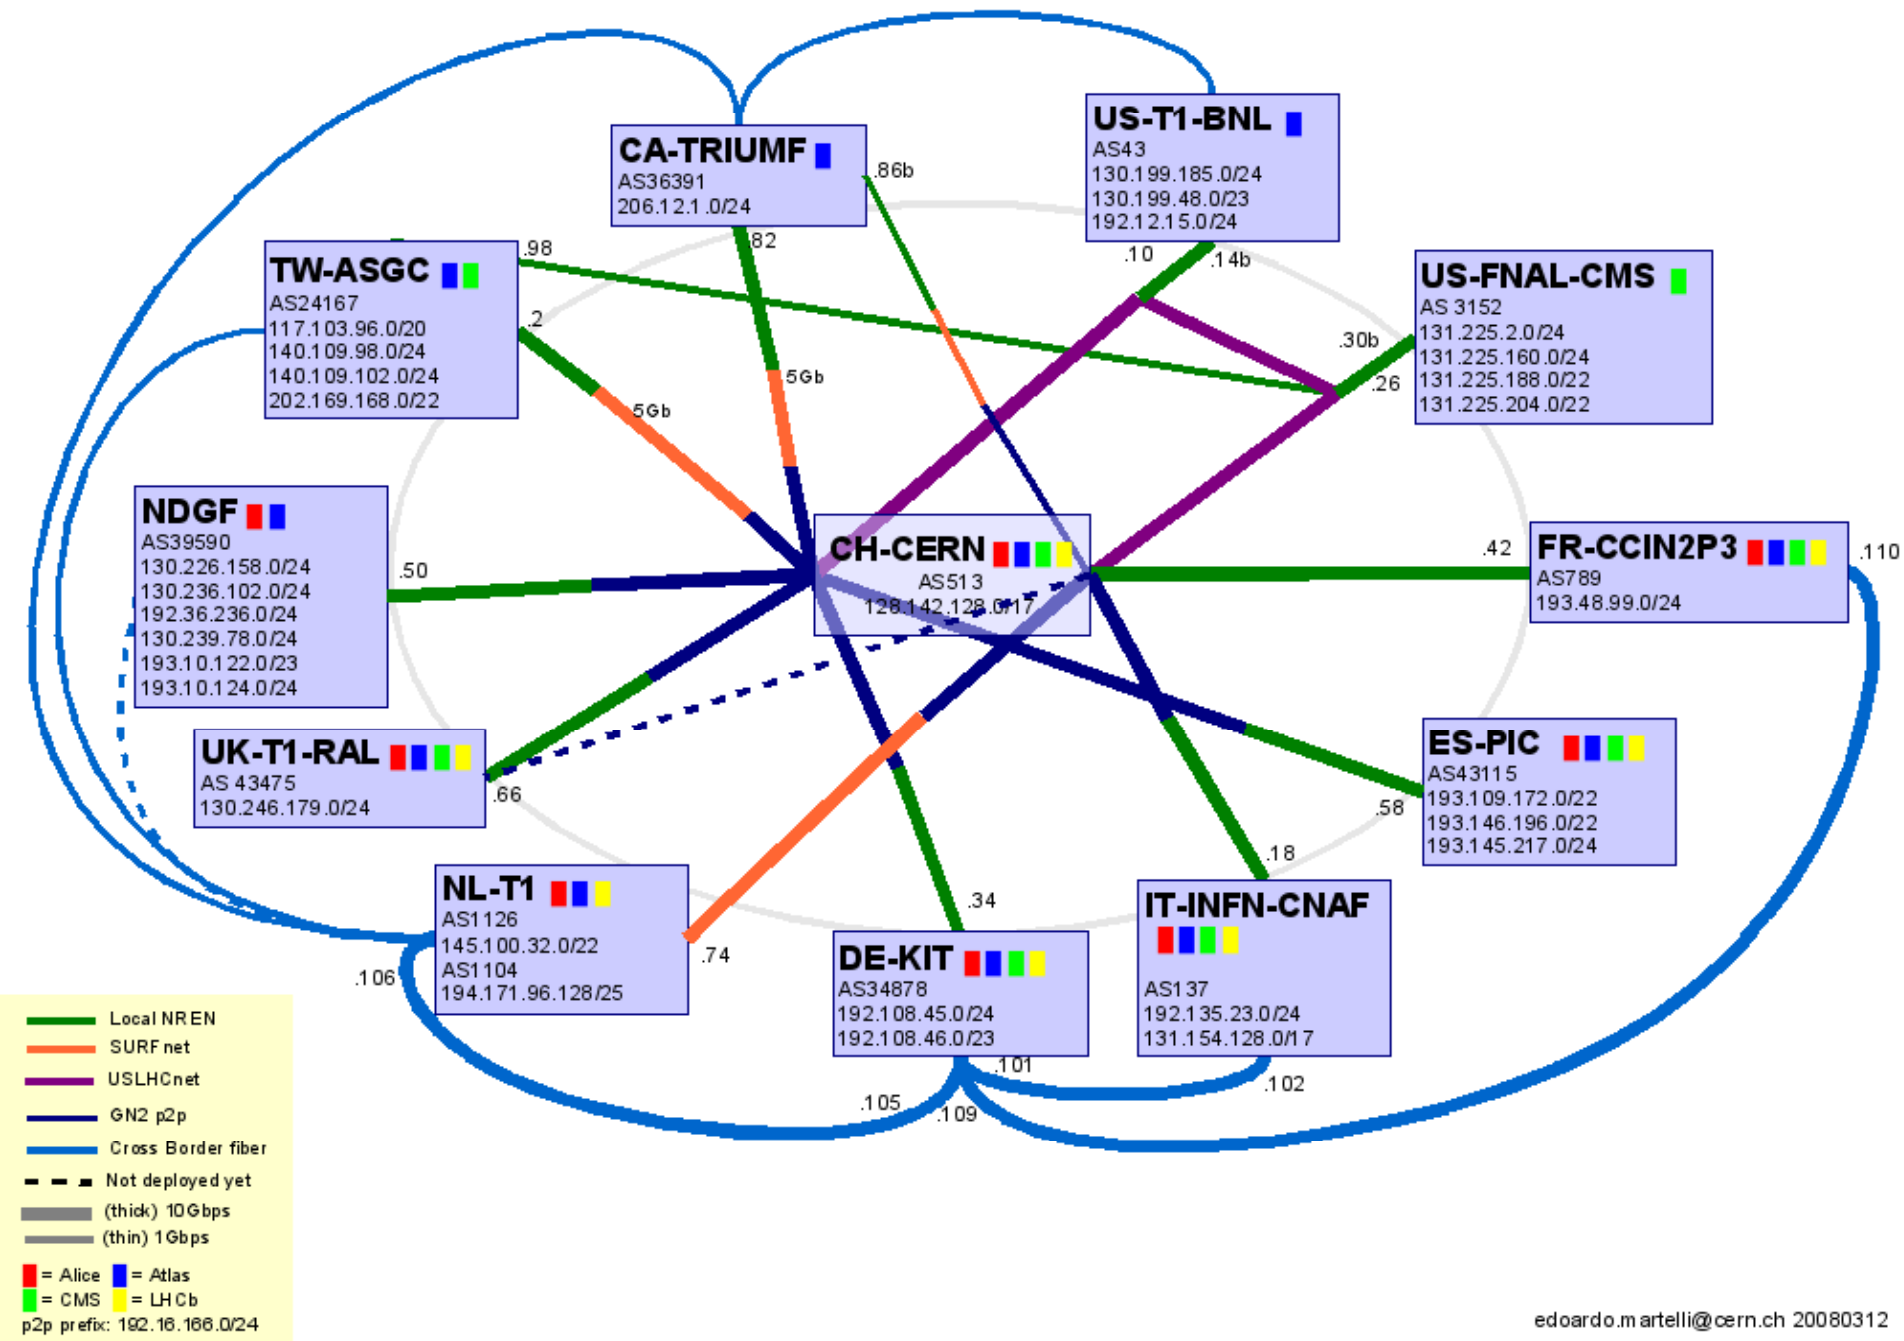 CA-TRIUMF
AS36391
206.12.1.0/24
.86b
.82
5Gb
US-T1-BNL
AS43
130.199.185.0/24
130.199.48.0/23
192.12.15.0/24
.10
.14b
TW-ASGC
AS24167
117.103.96.0/20
140.109.98.0/24
140.109.102.0/24
202.169.168.0/22
.98
.2
5Gb
US-FNAL-CMS
AS 3152
131.225.2.0/24
131.225.160.0/24
131.225.188.0/22
131.225.204.0/22
.30b
.26
NDGF
AS39590
130.226.158.0/24
130.236.102.0/24
192.36.236.0/24
130.239.78.0/24
193.10.122.0/23
193.10.124.0/24
.50
CH-CERN
AS513
128.142.128.0/17
FR-CCIN2P3
AS789
193.48.99.0/24
.42
.110
UK-T1-RAL
AS 43475
130.246.179.0/24
.66
ES-PIC
AS43115
193.109.172.0/22
193.146.196.0/22
193.145.217.0/24
.58
NL-T1
AS1126
145.100.32.0/22
AS1104
194.171.96.128/25
.74
.106
DE-KIT
AS34878
192.108.45.0/24
192.108.46.0/23
.34
.101
.105
.109
IT-INFN-CNAF
AS137
192.135.23.0/24
131.154.128.0/17
.18
.102
Local NREN
SURFnet
USLHCnet
GN2 p2p
Cross Border fiber
Not deployed yet
(thick) 10Gbps
(thin) 1Gbps
= Alice = Atlas
= CMS = LHCb
p2p prefix: 192.16.166.0/24
edoardo.martelli@cern.ch 20080312